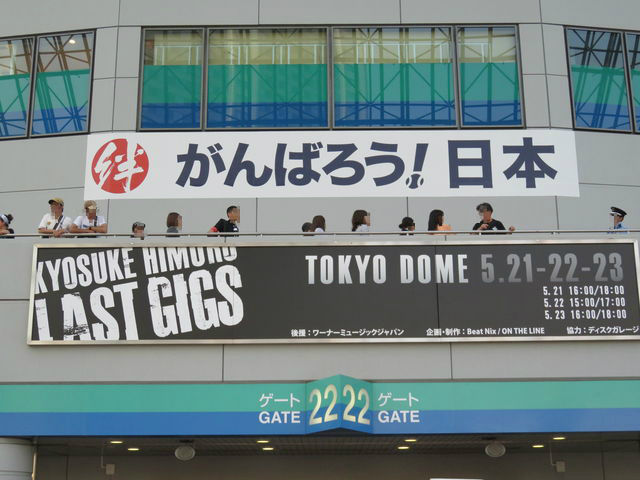 絆 がんばろう!日本
KYOSUKE HIMURO
LAST GIGS
TOKYO DOME 5.21-22-23
5.21 16:00/18:00
5.22 15:00/17:00
5.23 16:00/18:00
後援:ワーナーミュージックジャパン 企画・制作:Beat Nix / ON THE LINE 協力:ディスクガレージ
ゲート 22 22 ゲート
GATE GATE